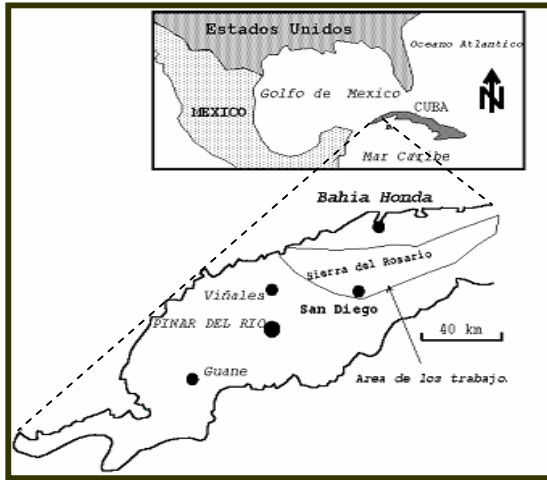 Estados Unidos
Oceano Atlantico
Golfo de Mexico
N
MEXICO
CUBA
Mar Caribe
Bahia Honda
Sierra del Rosario
Viñales
San Diego
PINAR DEL RIO
40 km
Guane
Area de los trabajo.